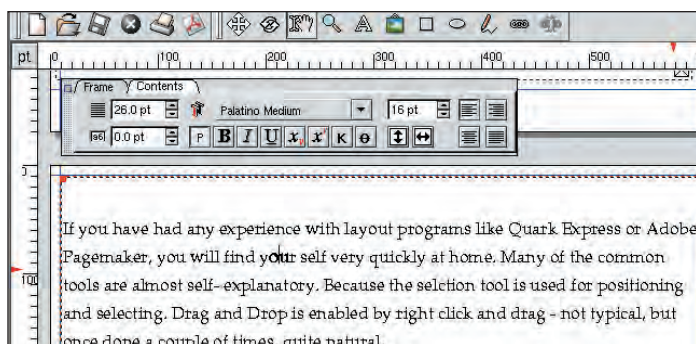 pt 0 100 200 300 400 500
Frame Contents
26.0 pt Palatino Medium 16 pt
a6 0.0 pt P B I U x y x y K O
0
If you have had any experience with layout programs like Quark Express or Adobe
Pagemaker, you will find your self very quickly at home. Many of the common
100
tools are almost self-explanatory. Because the selction tool is used for positioning
and selecting. Drag and Drop is enabled by right click and drag - not typical, but
once done a couple of times, quite natural.